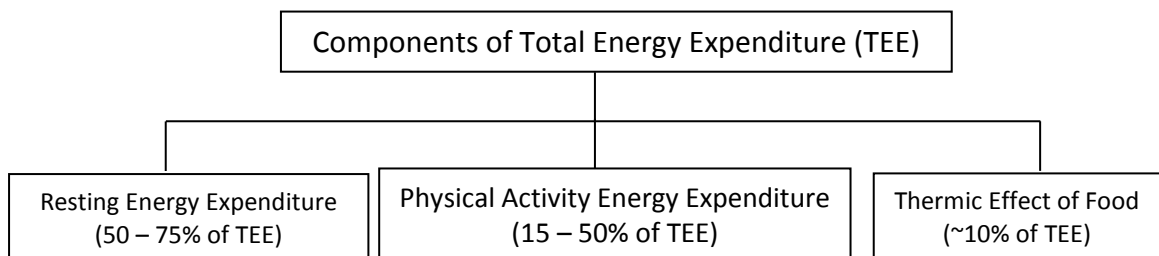 Components of Total Energy Expenditure (TEE)
Resting Energy Expenditure
(50 – 75% of TEE)
Physical Activity Energy Expenditure
(15 – 50% of TEE)
Thermic Effect of Food
(~10% of TEE)